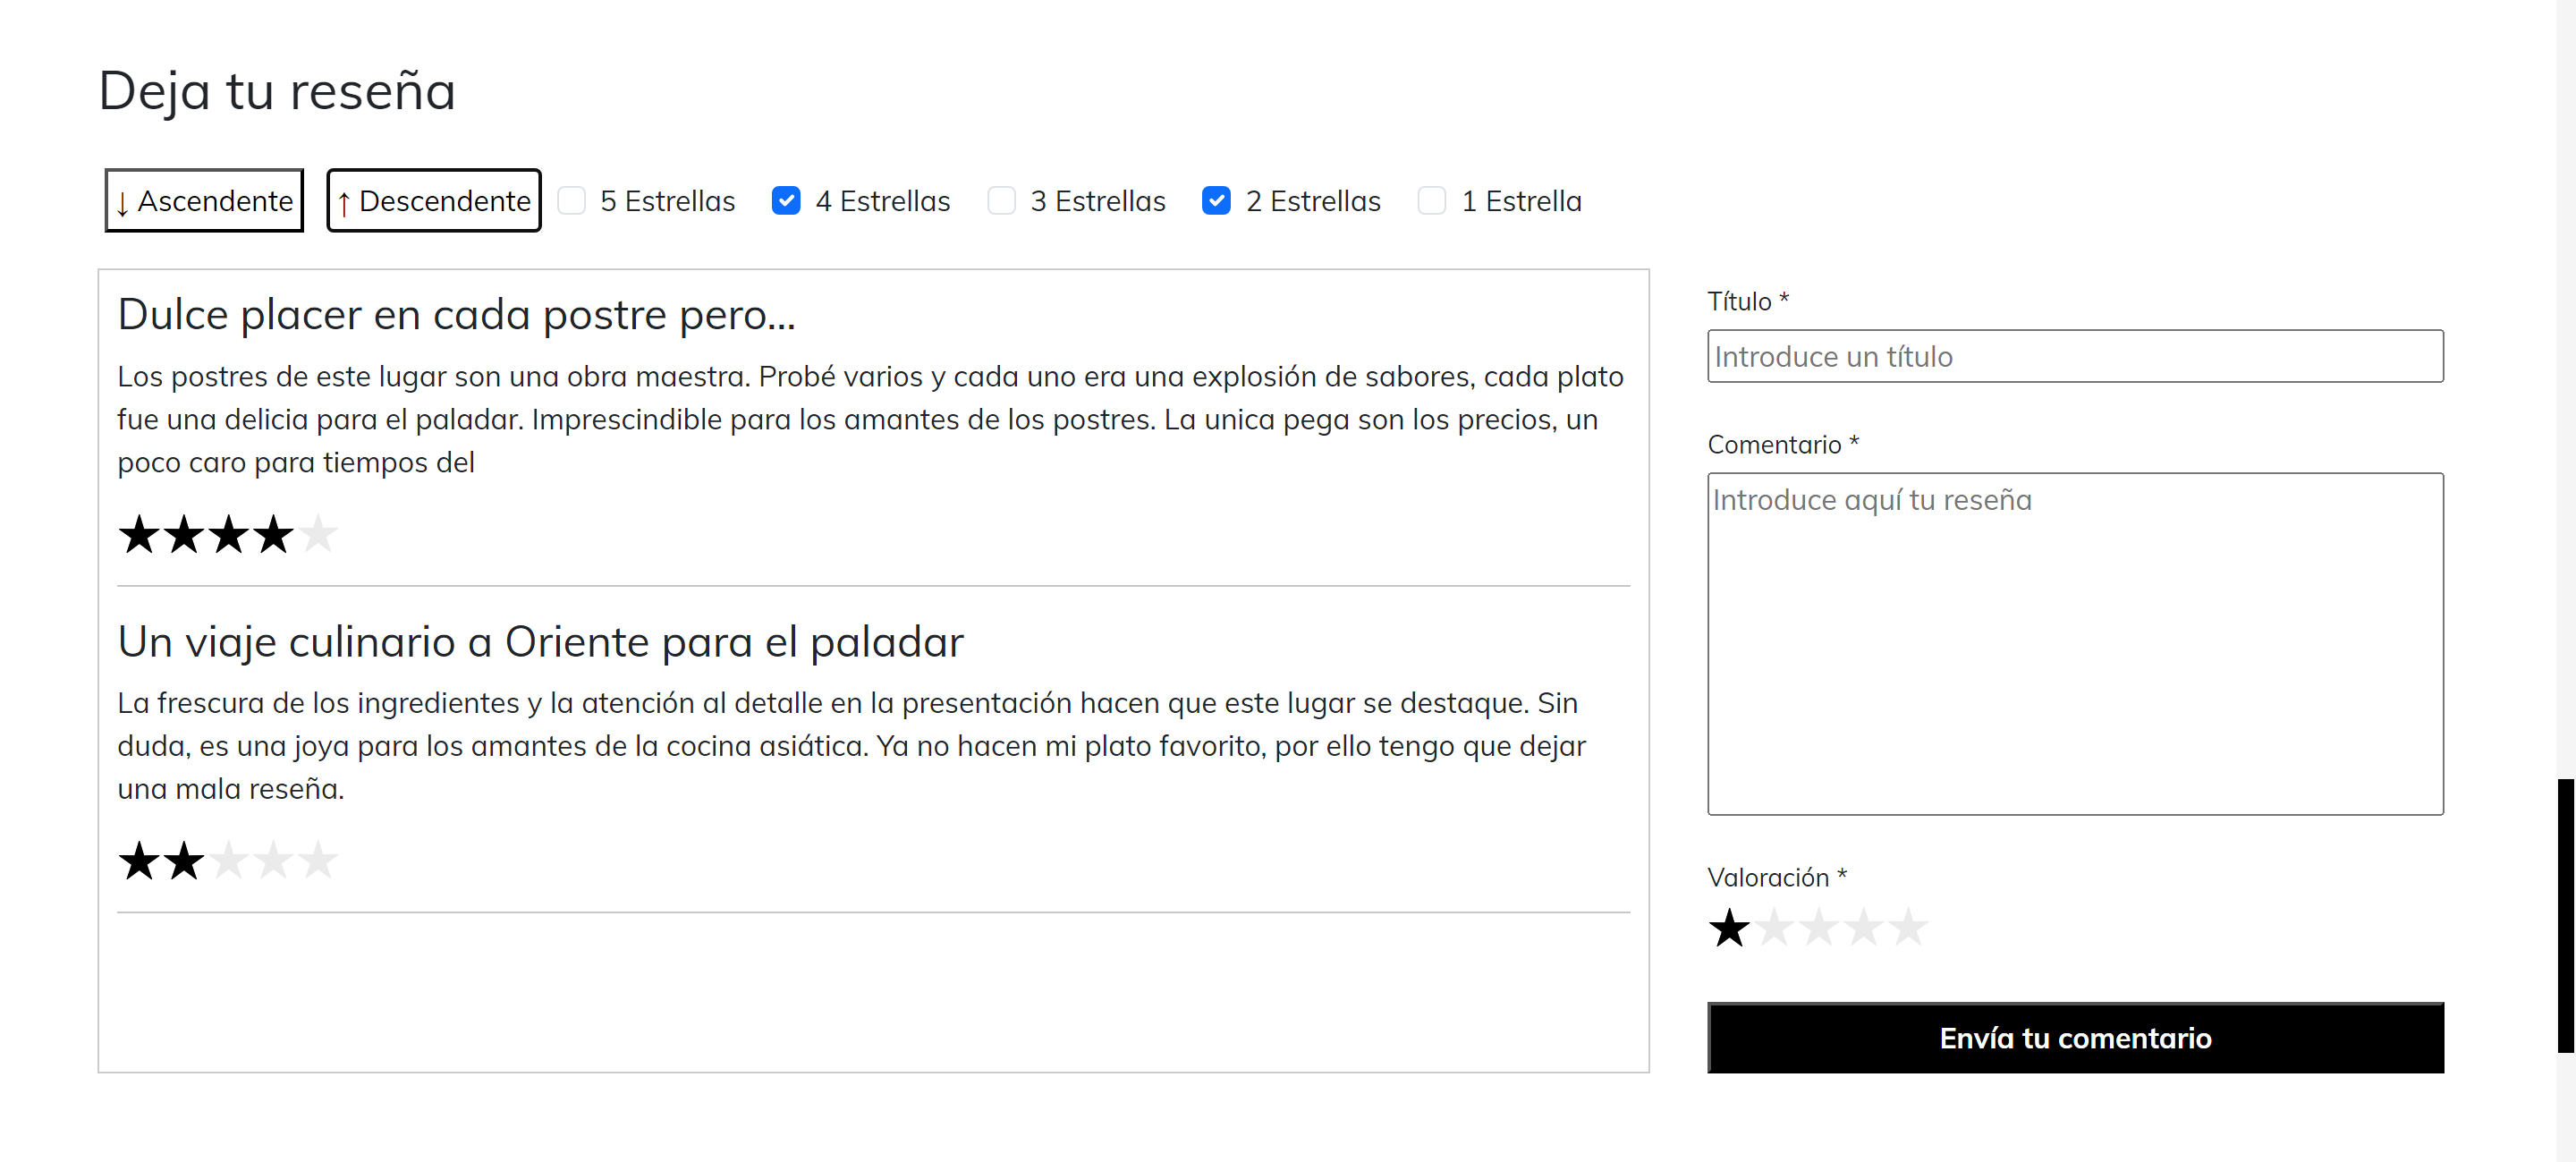 Deja tu reseña
↓ Ascendente ↑ Descendente 5 Estrellas 4 Estrellas 3 Estrellas 2 Estrellas 1 Estrella
Dulce placer en cada postre pero...
Los postres de este lugar son una obra maestra. Probé varios y cada uno era una explosión de sabores, cada plato
fue una delicia para el paladar. Imprescindible para los amantes de los postres. La unica pega son los precios, un
poco caro para tiempos del
Un viaje culinario a Oriente para el paladar
La frescura de los ingredientes y la atención al detalle en la presentación hacen que este lugar se destaque. Sin
duda, es una joya para los amantes de la cocina asiática. Ya no hacen mi plato favorito, por ello tengo que dejar
una mala reseña.
Título *
Introduce un título
Comentario *
Introduce aquí tu reseña
Valoración *
Envía tu comentario